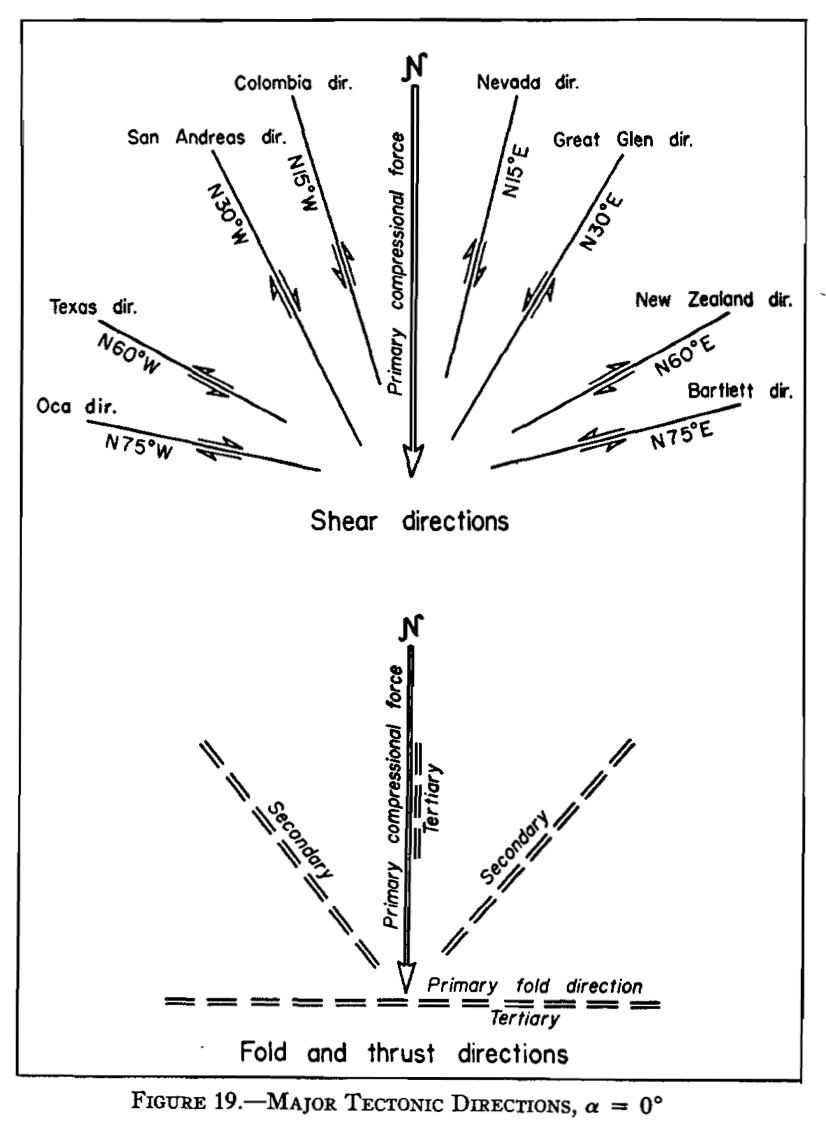 N
Colombia dir.
Nevada dir.
San Andreas dir.
Great Glen dir.
N15°W
N15°E
N30°W
N30°E
Primary compressional force
Texas dir.
New Zealand dir.
N60°W
N60°E
Oca dir.
Bartlett dir.
N75°W
N75°E
Shear directions
N
Primary compressional force
Tertiary
Secondary
Secondary
Primary fold direction
Tertiary
Fold and thrust directions
FIGURE 19.—MAJOR TECTONIC DIRECTIONS, α = 0°